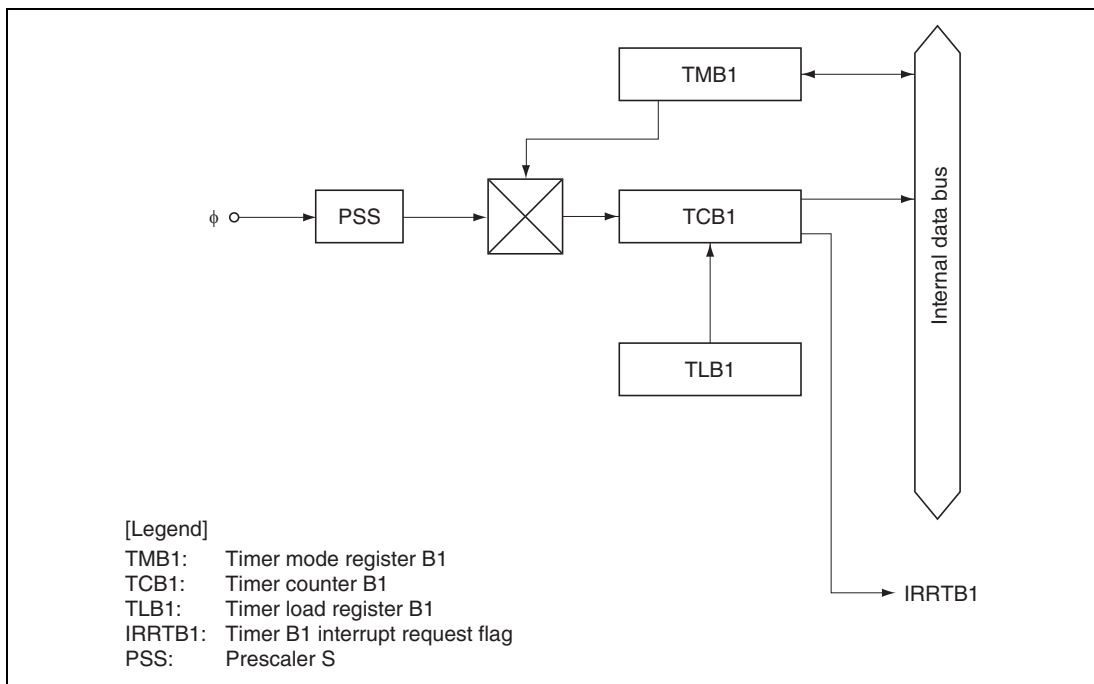 TMB1
φ
PSS
TCB1
TLB1
Internal data bus
IRRTB1
[Legend]
TMB1: Timer mode register B1
TCB1: Timer counter B1
TLB1: Timer load register B1
IRRTB1: Timer B1 interrupt request flag
PSS: Prescaler S